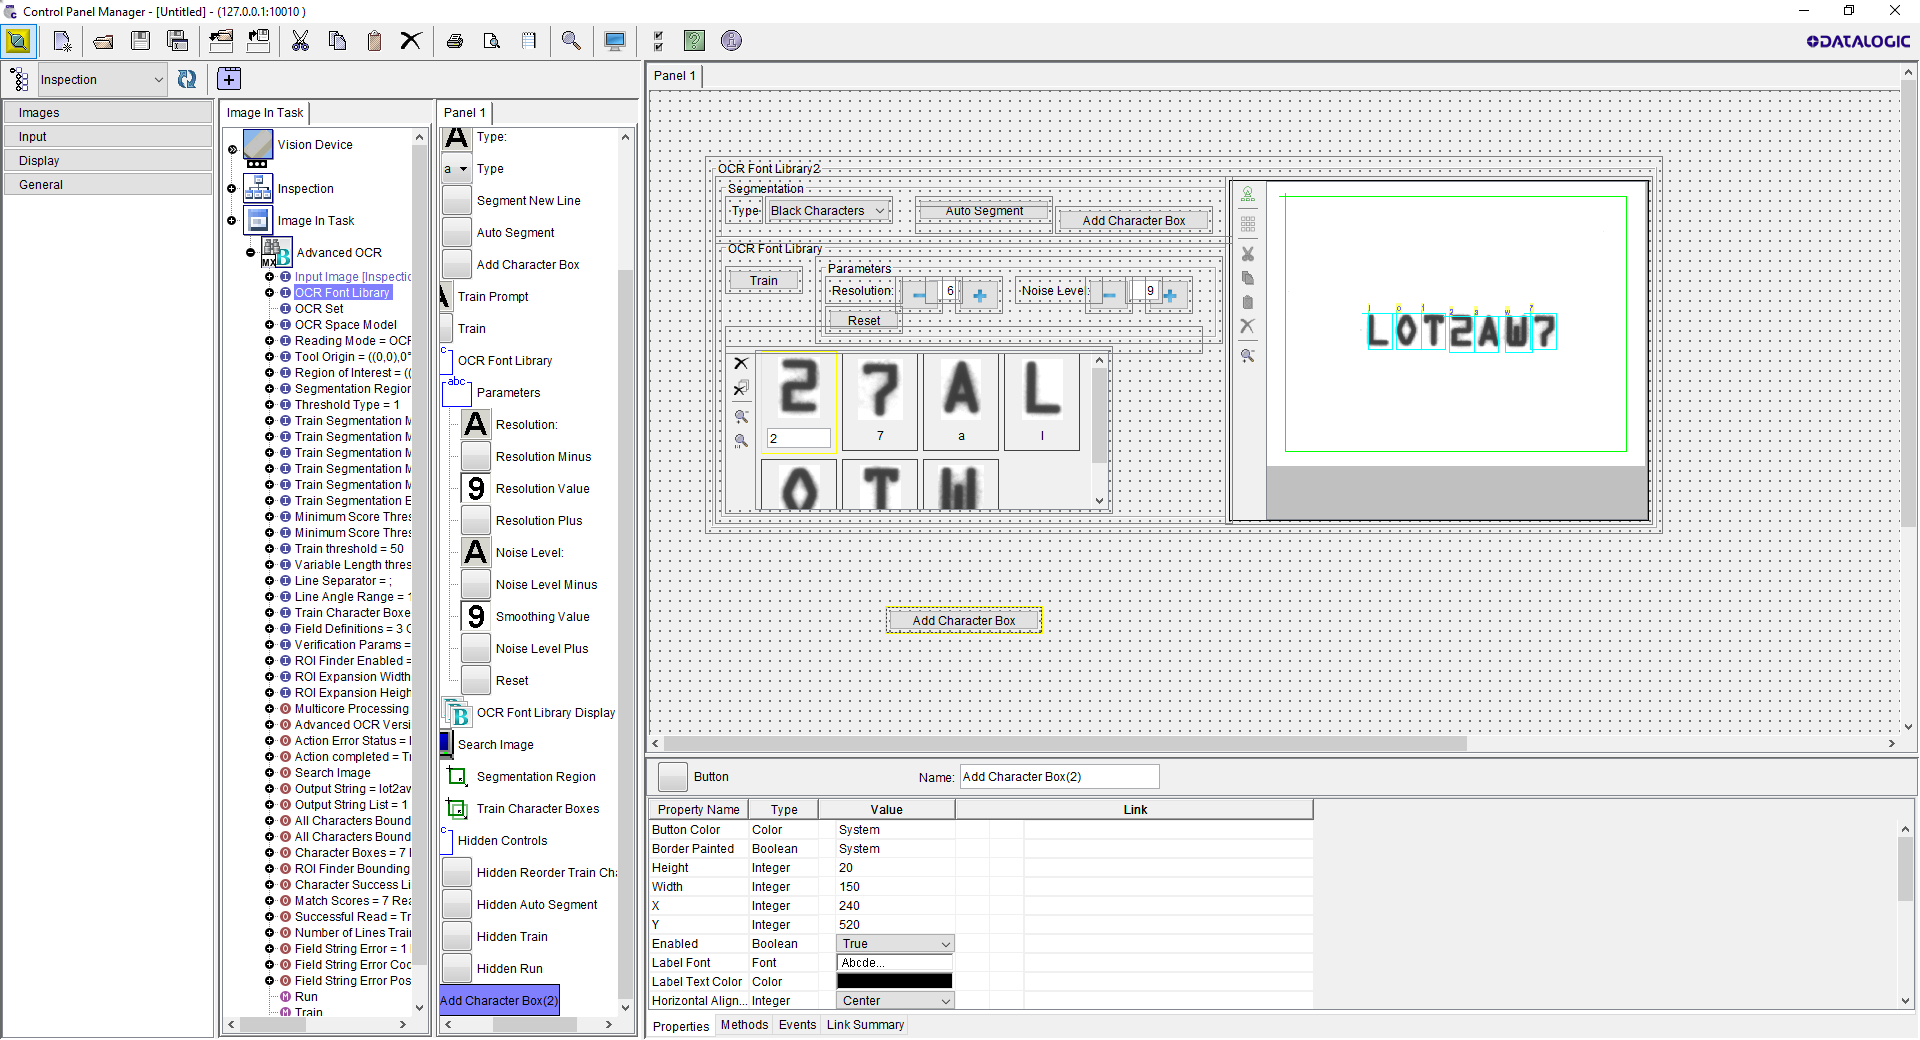 Control Panel Manager - [Untitled] - (127.0.0.1:10010 )
DATALOGIC
Inspection
Images
Input
Display
General
Image In Task
Vision Device
Inspection
Image In Task
Advanced OCR
MX B
Input Image [Inspectic
OCR Font Library
OCR Set
OCR Space Model
Reading Mode = OCR
Tool Origin = ((0,0),0°
Region of Interest = ((
Segmentation Region
Threshold Type = 1
Train Segmentation M
Train Segmentation M
Train Segmentation M
Train Segmentation M
Train Segmentation M
Train Segmentation E
Minimum Score Thres
Minimum Score Thres
Train threshold = 50
Variable Length thres
Line Separator = ;
Line Angle Range = 1
Train Character Boxe
Field Definitions = 3 C
Verification Params =
ROI Finder Enabled =
ROI Expansion Width
ROI Expansion Heigh
Multicore Processing
Advanced OCR Versi
Action Error Status = I
Action completed = Tr
Search Image
Output String = lot2aw
Output String List = 1
All Characters Bound
All Characters Bound
Character Boxes = 7 I
ROI Finder Bounding
Character Success Li
Match Scores = 7 Rea
Successful Read = Tr
Number of Lines Trai
Field String Error = 1
Field String Error Coc
Field String Error Pos
Run
Train
Panel 1
A Type:
a Type
Segment New Line
Auto Segment
Add Character Box
Train Prompt
Train
OCR Font Library
abc Parameters
A Resolution:
Resolution Minus
9 Resolution Value
Resolution Plus
A Noise Level:
Noise Level Minus
9 Smoothing Value
Noise Level Plus
Reset
B OCR Font Library Display
Search Image
Segmentation Region
Train Character Boxes
Hidden Controls
Hidden Reorder Train Cha
Hidden Auto Segment
Hidden Train
Hidden Run
Add Character Box(2)
Panel 1
OCR Font Library2
Segmentation
Type Black Characters Auto Segment Add Character Box
OCR Font Library
Train
Parameters
Resolution: 6 Noise Level: 9
Reset
2 7 A L
2 7 a l
O T W
l o t 2 a w 7
LOT2AW7
Add Character Box
Button Name: Add Character Box(2)
Property Name Type Value Link
Button Color Color System
Border Painted Boolean System
Height Integer 20
Width Integer 150
X Integer 240
Y Integer 520
Enabled Boolean True
Label Font Font Abcde...
Label Text Color Color
Horizontal Align... Integer Center
Properties Methods Events Link Summary